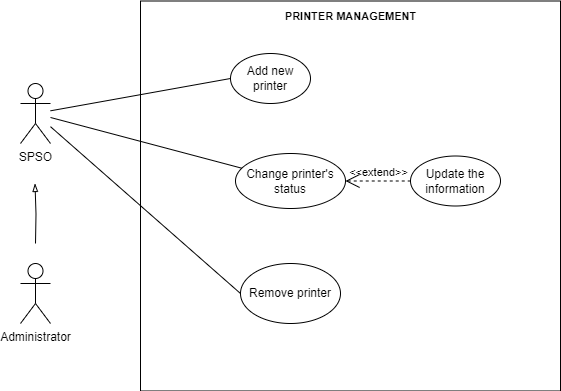 PRINTER MANAGEMENT
Add new
printer
SPSO
Change printer's
status
<<extend>>
Update the
information
Remove printer
Administrator